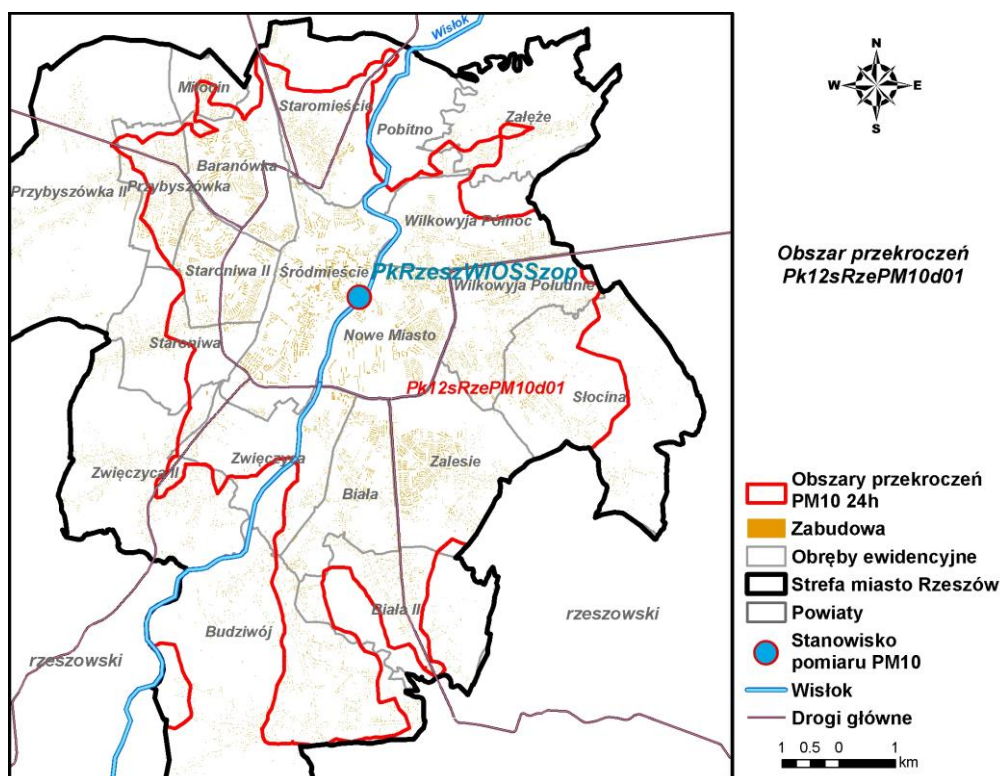 Wisłok
Mirocin
Staromieście
Pobitno
Załęże
Baranówka
Przybyszówka II
Przybyszówka
Wilkowyja Północ
Staroniwa II
Śródmieście
PkRzeszWIOSSzop
Wilkowyja Południe
Nowe Miasto
Staroniwa
Pk12sRzePM10d01
Słocina
Zwięczyca II
Zwięczyca
Zalesie
Biała
Biała II
Budziwój
rzeszowski
rzeszowski
N
W
E
S
Obszar przekroczeń
Pk12sRzePM10d01
Obszary przekroczeń
PM10 24h
Zabudowa
Obręby ewidencyjne
Strefa miasto Rzeszów
Powiaty
Stanowisko
pomiaru PM10
Wisłok
Drogi główne
1 0.5 0 1
km